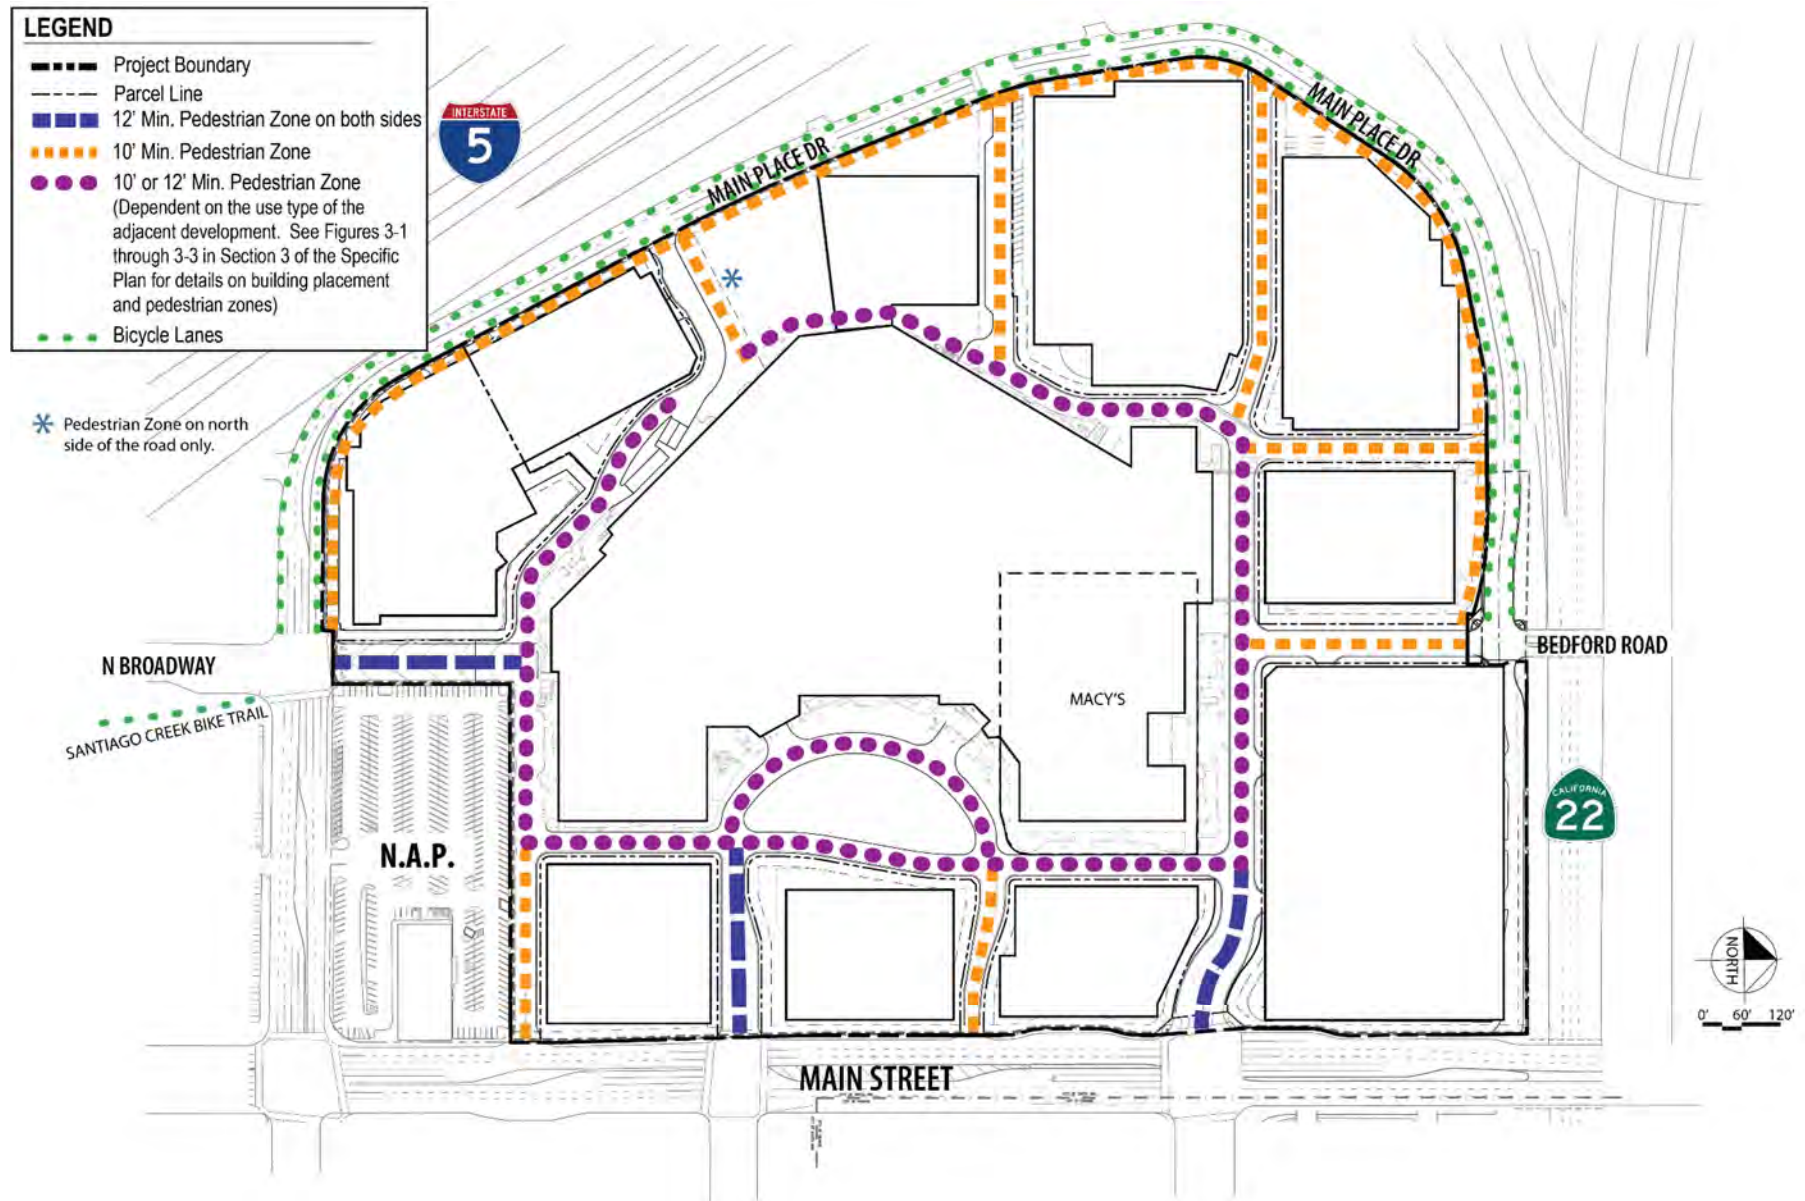 LEGEND
Project Boundary
Parcel Line
12' Min. Pedestrian Zone on both sides
10' Min. Pedestrian Zone
10' or 12' Min. Pedestrian Zone
(Dependent on the use type of the
adjacent development. See Figures 3-1
through 3-3 in Section 3 of the Specific
Plan for details on building placement
and pedestrian zones)
Bicycle Lanes
* Pedestrian Zone on north
side of the road only.
INTERSTATE
5
MAIN PLACE DR
MAIN PLACE DR
*
N BROADWAY
SANTIAGO CREEK BIKE TRAIL
BEDFORD ROAD
MACY'S
CALIFORNIA
22
N.A.P.
NORTH
0' 60' 120'
MAIN STREET